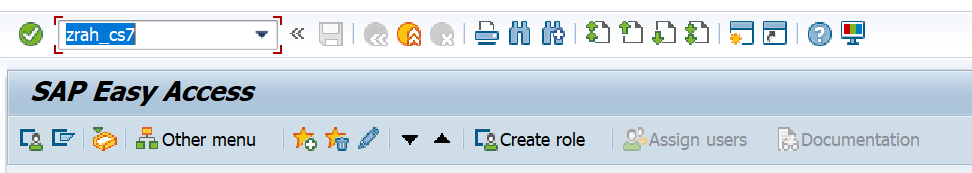 zrah_cs7
SAP Easy Access
Other menu Create role Assign users Documentation